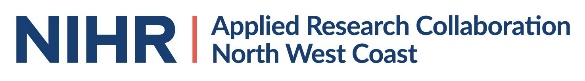 NIHR | Applied Research Collaboration
North West Coast